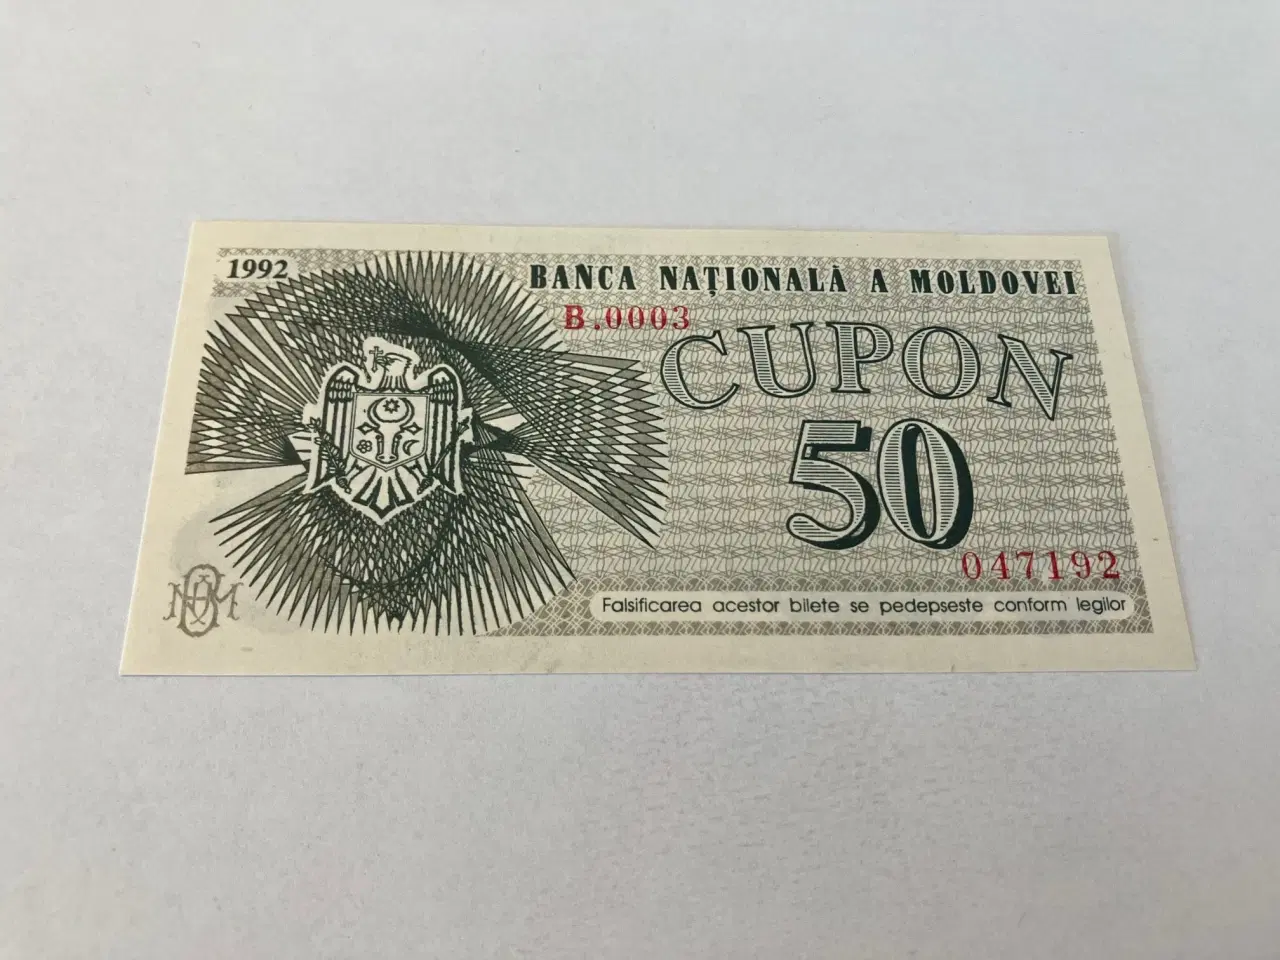 1992
BANCA NAȚIONALĂ A MOLDOVEI
B.0003
CUPON
50
047192
Falsificarea acestor bilete se pedepseste conform legilor